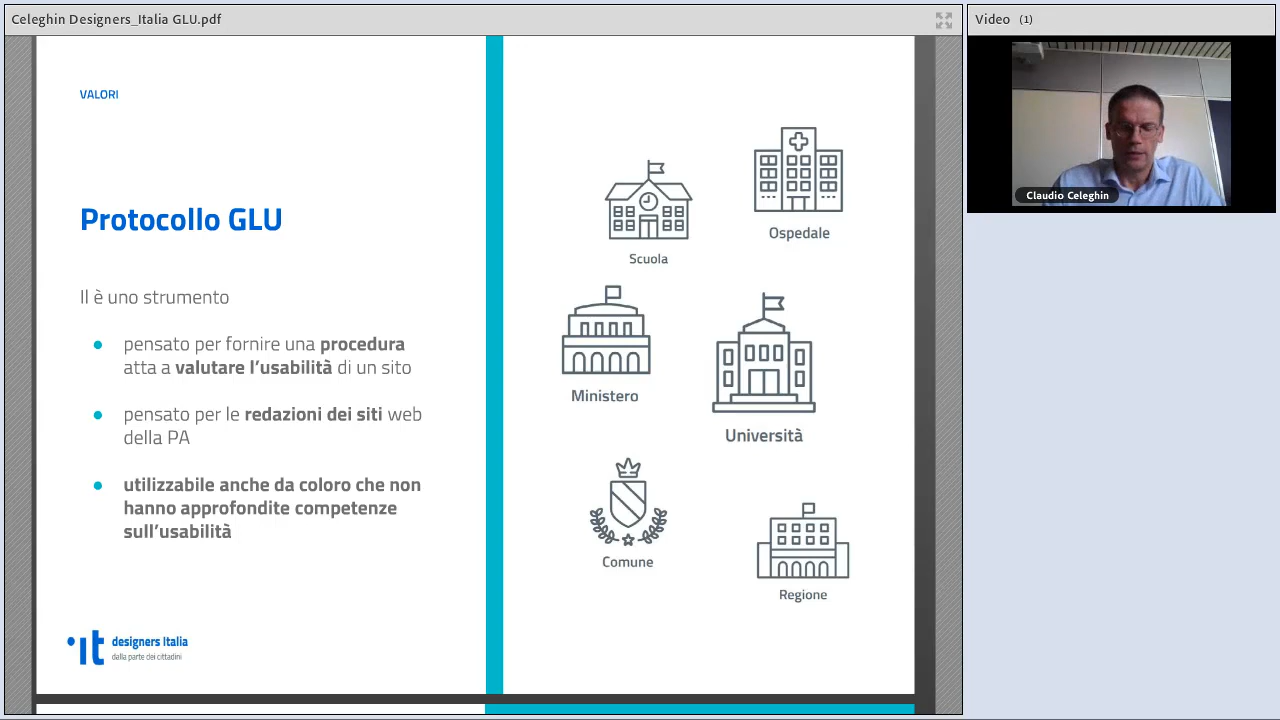 Celeghin Designers_Italia GLU.pdf
Video (1)
VALORI
Protocollo GLU
Il è uno strumento
pensato per fornire una procedura
atta a valutare l'usabilità di un sito
pensato per le redazioni dei siti web
della PA
utilizzabile anche da coloro che non
hanno approfondite competenze
sull'usabilità
Scuola
Ospedale
Ministero
Università
Comune
Regione
it designers italia
dalla parte dei cittadini
Claudio Celeghin